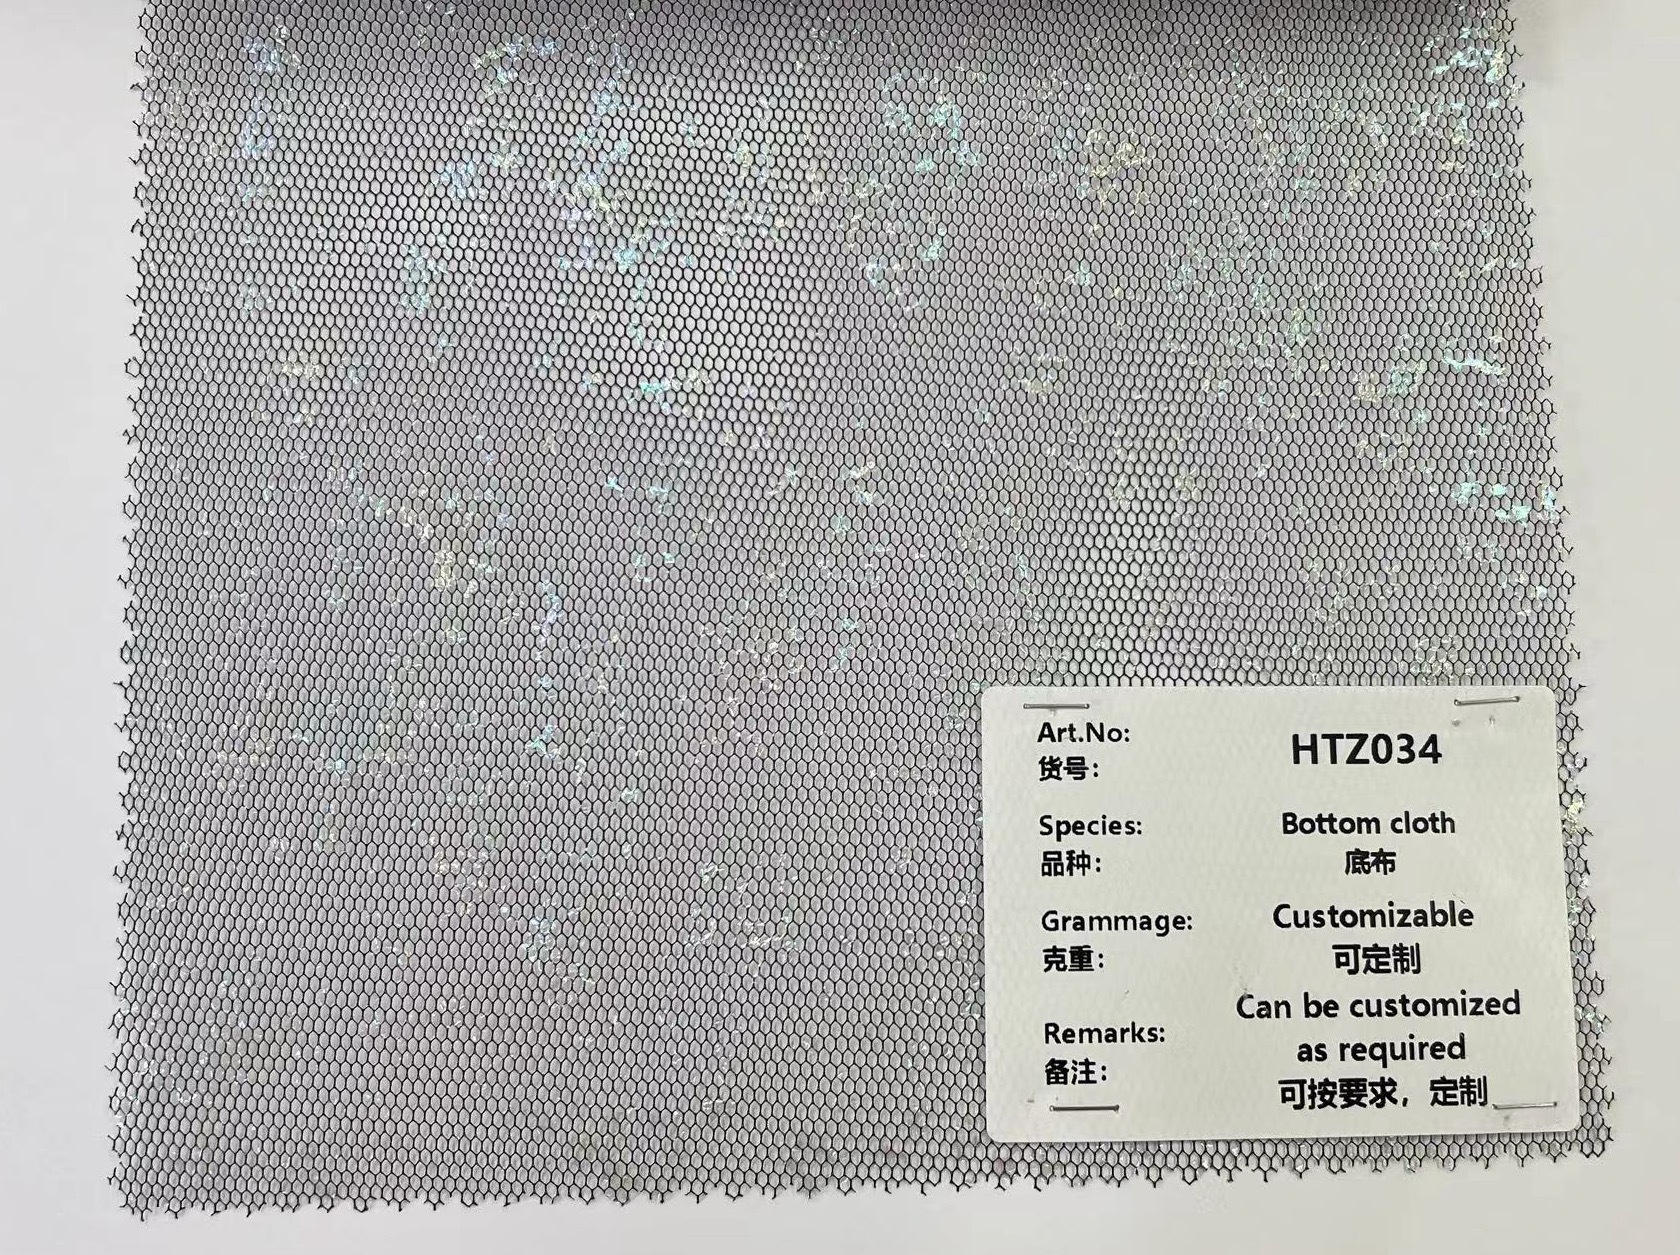 Art.No: HTZ034
货号:
Species: Bottom cloth
品种: 底布
Grammage: Customizable
克重: 可定制
Can be customized
Remarks: as required
备注: 可按要求，定制